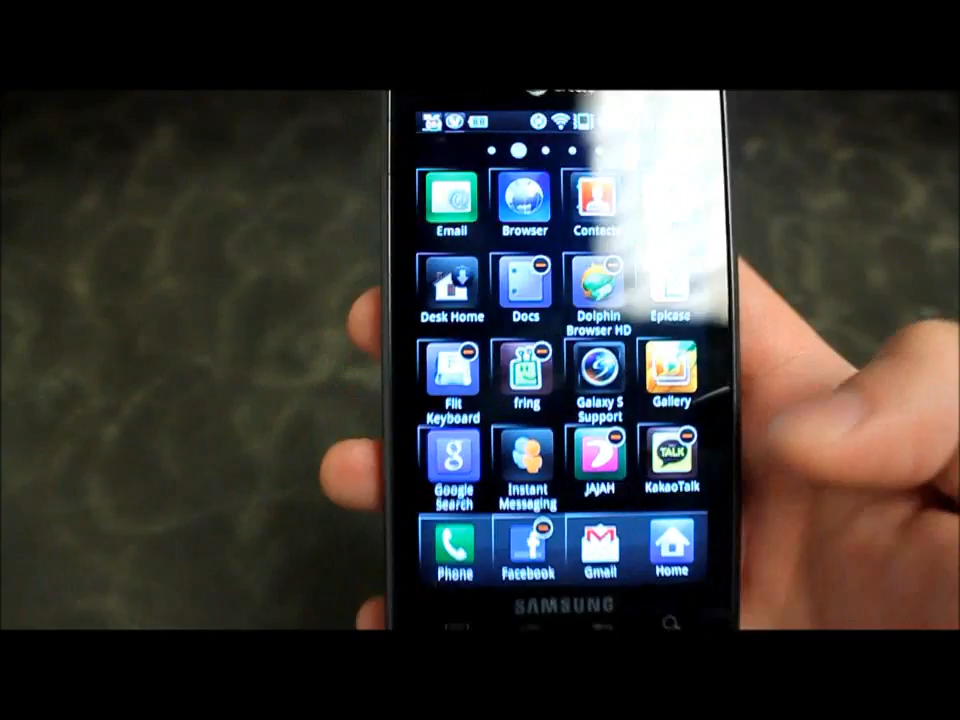 Email Browser Contacts
Desk Home Docs Dolphin Browser HD Epicase
Flit Keyboard fring Galaxy S Support Gallery
TALK
Google Search Instant Messaging JAJAH KakaoTalk
Phone Facebook Gmail Home
SAMSUNG